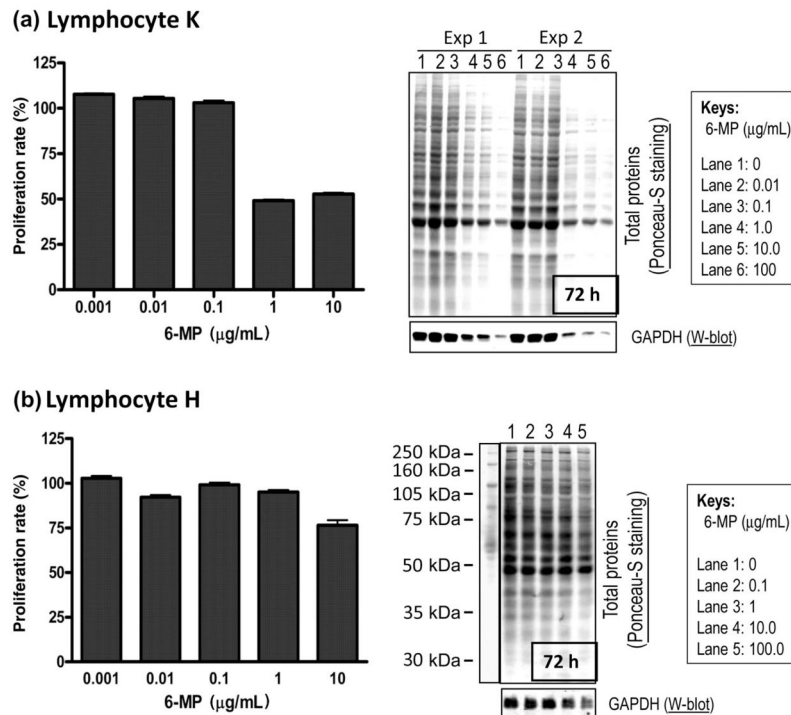 (a) Lymphocyte K
Proliferation rate (%)
125
100
75
50
25
0
0.001 0.01 0.1 1 10
6-MP (μg/mL)
Exp 1 Exp 2
1 2 3 4 5 6 1 2 3 4 5 6
72 h
Total proteins
(Ponceau-S staining)
GAPDH (W-blot)
Keys:
6-MP (μg/mL)
Lane 1: 0
Lane 2: 0.01
Lane 3: 0.1
Lane 4: 1.0
Lane 5: 10.0
Lane 6: 100
(b) Lymphocyte H
Proliferation rate (%)
125
100
75
50
25
0
0.001 0.01 0.1 1 10
6-MP (μg/mL)
1 2 3 4 5
250 kDa
160 kDa
105 kDa
75 kDa
50 kDa
35 kDa
30 kDa
72 h
Total proteins
(Ponceau-S staining)
GAPDH (W-blot)
Keys:
6-MP (μg/mL)
Lane 1: 0
Lane 2: 0.1
Lane 3: 1
Lane 4: 10.0
Lane 5: 100.0